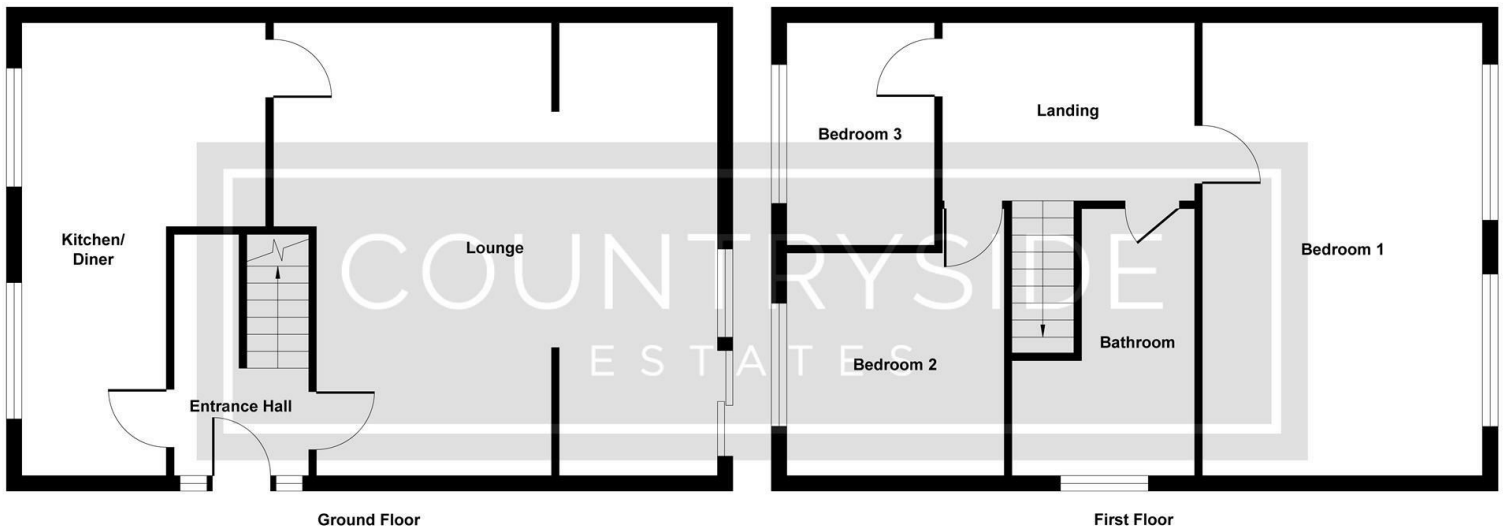 Kitchen/
Diner
Lounge
Entrance Hall
Ground Floor
Bedroom 3
Landing
Bedroom 1
Bedroom 2
Bathroom
First Floor
COUNTRYSIDE
ESTATES